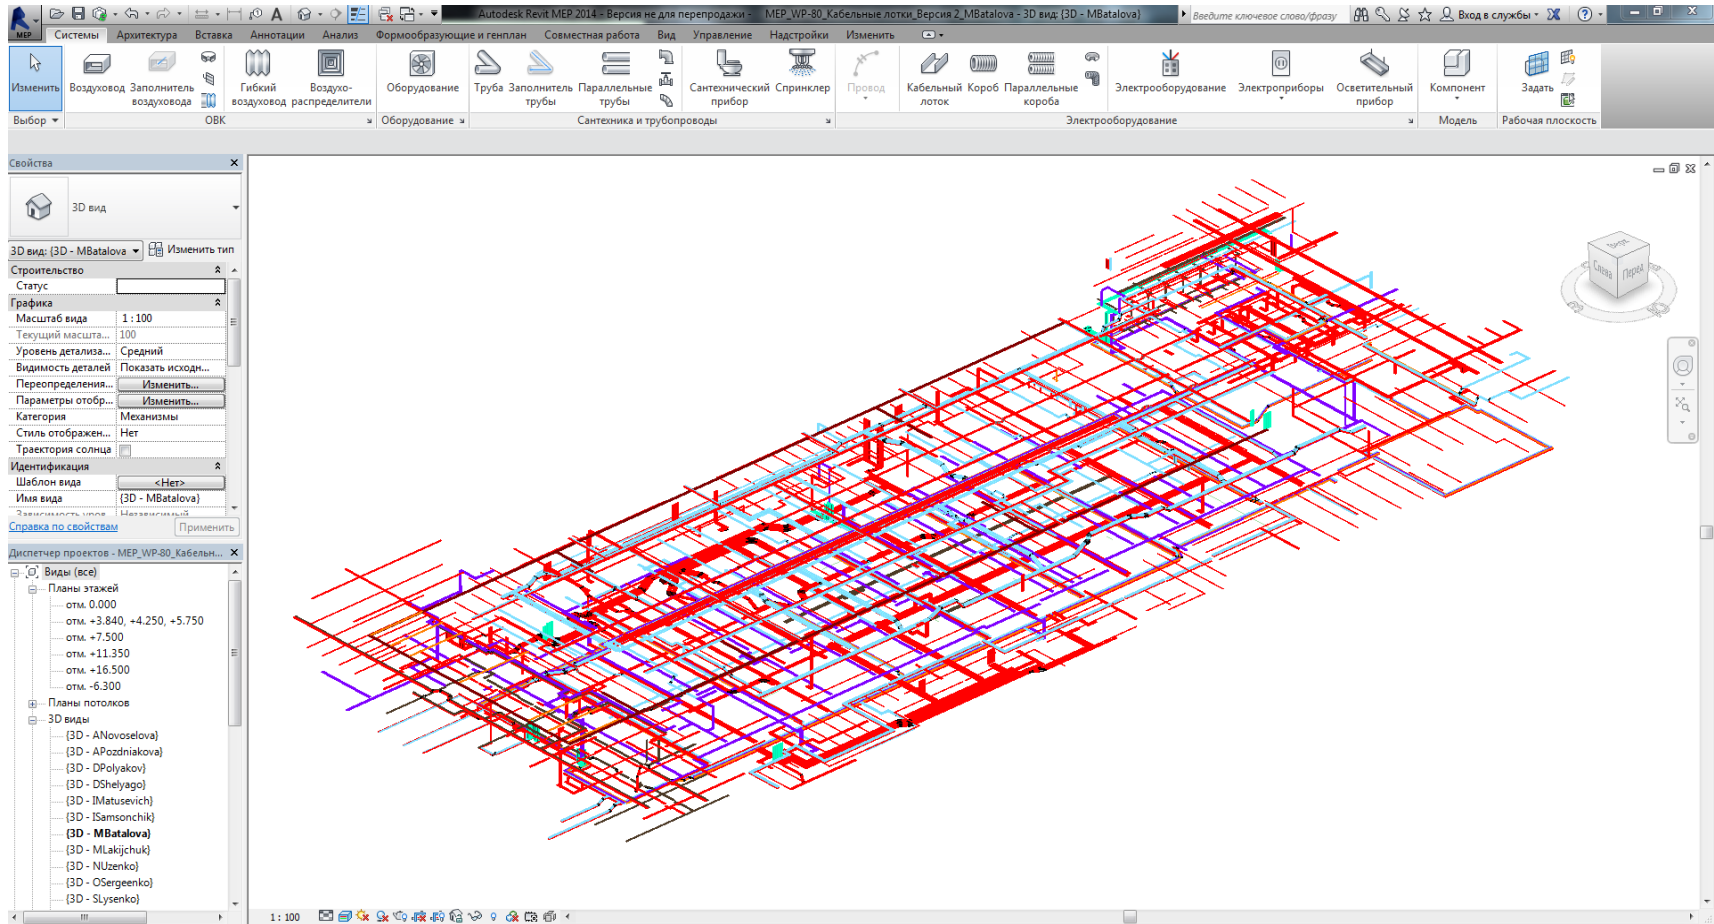 Autodesk Revit MEP 2014 - Версия не для перепродажи - MEP_WP-80_Кабельные лотки_Версия 2_MBatalova - 3D вид: {3D - MBatalova}
Введите ключевое слово/фразу
Вход в службы
MEP
Системы Архитектура Вставка Аннотации Анализ Формообразующие и генплан Совместная работа Вид Управление Надстройки Изменить
Изменить Воздуховод Заполнитель воздуховода Гибкий воздуховод Воздухо-распределители Оборудование Труба Заполнитель трубы Параллельные трубы Сантехнический прибор Спринклер Провод Кабельный лоток Короб Параллельные короба Электрооборудование Электроприборы Осветительный прибор Компонент Задать
Выбор ОВК Оборудование Сантехника и трубопроводы Электрооборудование Модель Рабочая плоскость
Свойства
3D вид
3D вид: {3D - MBatalova Изменить тип
Строительство
Статус
Графика
Масштаб вида 1 : 100
Текущий масшта... 100
Уровень детализа... Средний
Видимость деталей Показать исходн...
Переопределения... Изменить...
Параметры отобр... Изменить...
Категория Механизмы
Стиль отображен... Нет
Траектория солнца
Идентификация
Шаблон вида <Нет>
Имя вида {3D - MBatalova}
Зависимость уров... Независимый
Справка по свойствам Применить
Диспетчер проектов - MEP_WP-80_Кабельн...
Виды (все)
Планы этажей
отм. 0.000
отм. +3.840, +4.250, +5.750
отм. +7.500
отм. +11.350
отм. +16.500
отм. -6.300
Планы потолков
3D виды
{3D - ANovoselova}
{3D - APozdniakova}
{3D - DPolyakov}
{3D - DShelyago}
{3D - IMatusevich}
{3D - ISamsonchik}
{3D - MBatalova}
{3D - MLakijchuk}
{3D - NUzenko}
{3D - OSergeenko}
{3D - SLysenko}
Верх
Слева Перед
1 : 100